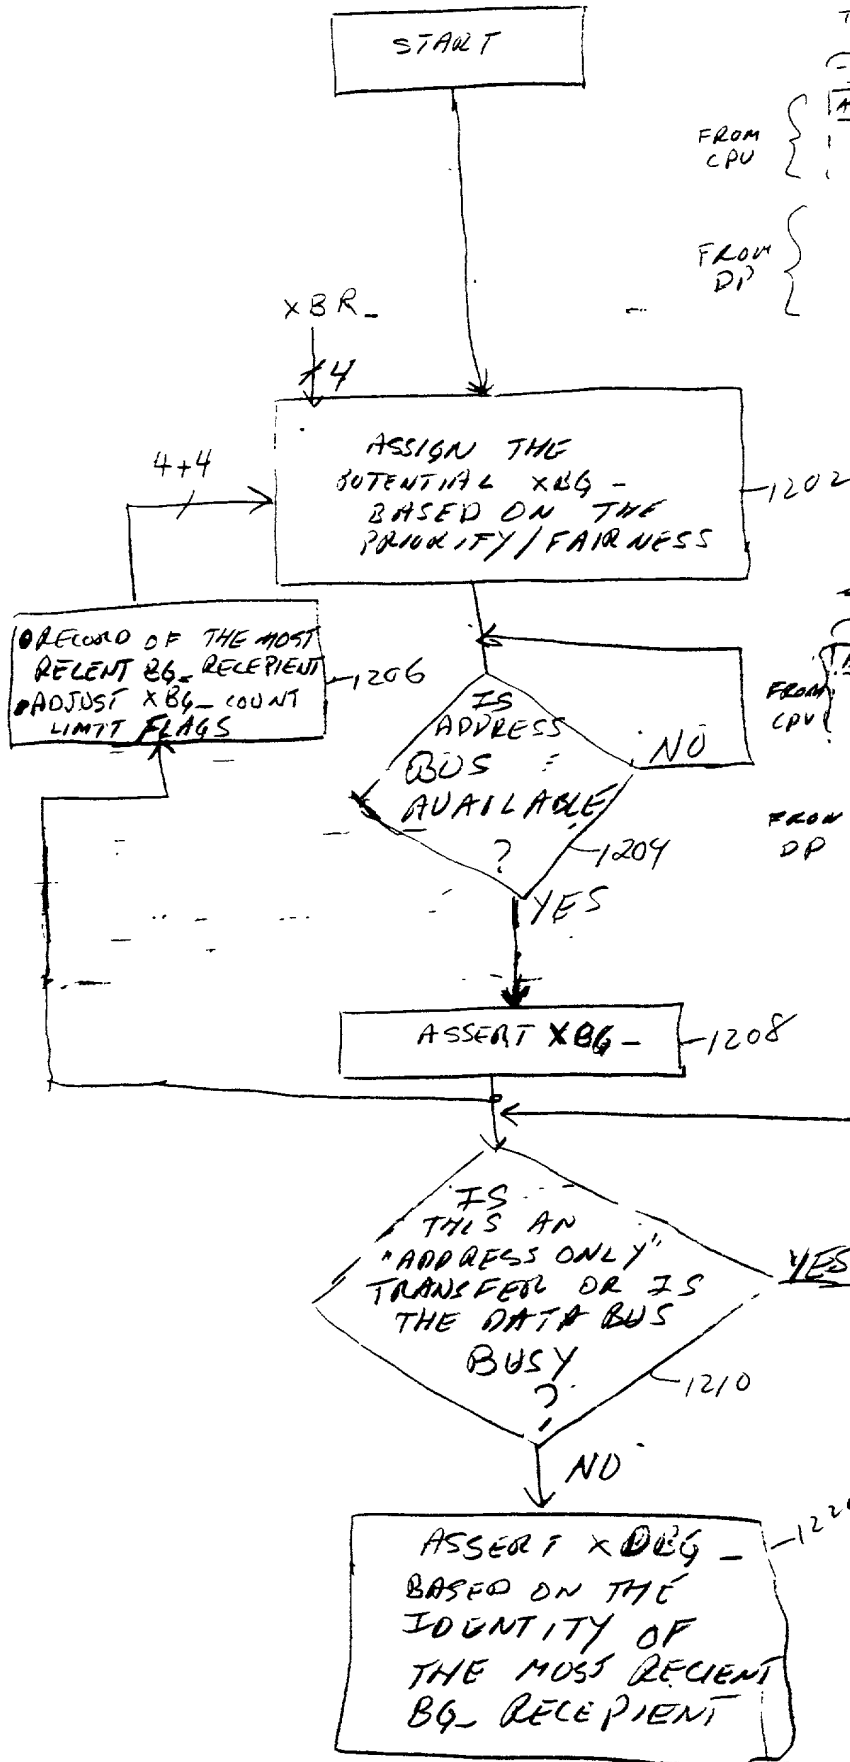 START
FROM
CPU
FROM
DP
XBR_
4
4+4
ASSIGN THE
POTENTIAL XBG_
BASED ON THE
PRIORITY/FAIRNESS
1202
RECORD OF THE MOST
RECENT BG_ RECEPIENT
ADJUST XBG_ COUNT
LIMIT FLAGS
1206
IS
ADDRESS
BUS
AVAILABLE
?
NO
1204
YES
FROM
CPU
FROM
DP
ASSERT XBG_
1208
IS
THIS AN
"ADDRESS ONLY"
TRANSFER OR IS
THE DATA BUS
BUSY
?
YES
1210
NO
ASSERT XDBG_
BASED ON THE
IDENTITY OF
THE MOST RECIENT
BG_ RECEPIENT